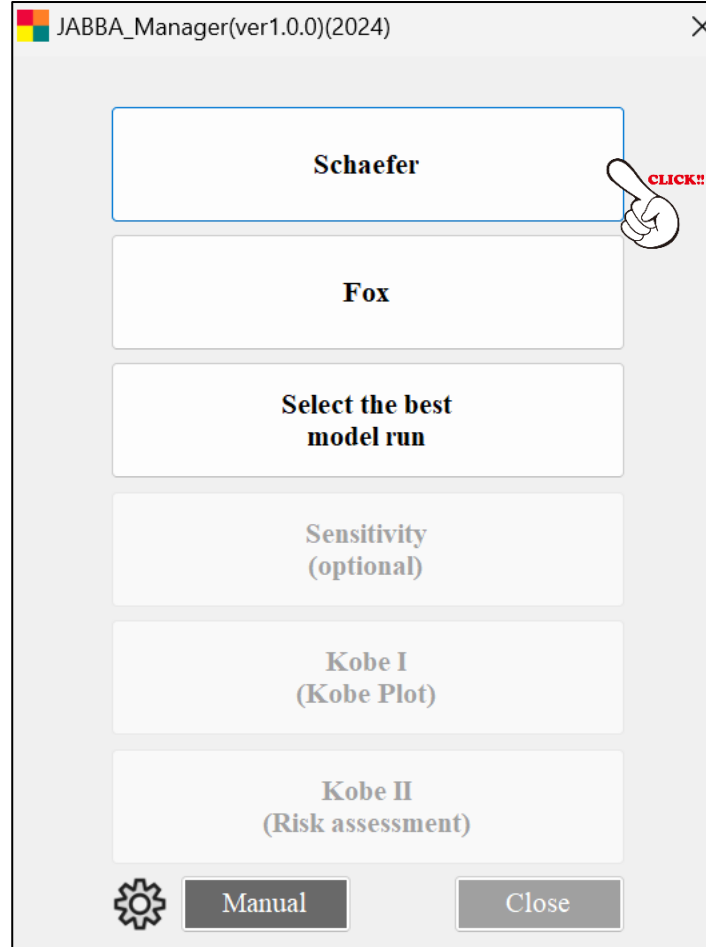 JABBA_Manager(ver1.0.0)(2024)
Schaefer
CLICK!!
Fox
Select the best
model run
Sensitivity
(optional)
Kobe I
(Kobe Plot)
Kobe II
(Risk assessment)
Manual
Close